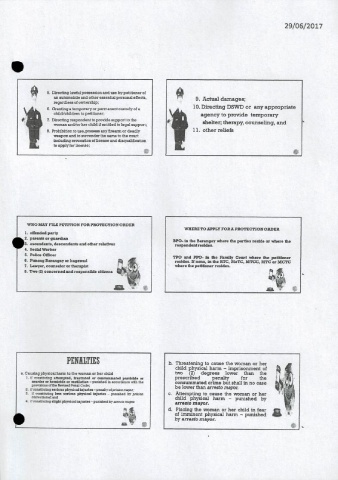 29/06/2017
5. Directing lawful possession and use by petitioner of
an automobile and other essential personal effects,
regardless of ownership;
6. Granting a temporary or permanent custody of a
child/children to petitioner;
7. Directing respondent to provide support to the
woman and/or her child if entitled to legal support;
8. Prohibition to use, possess any firearm or deadly
weapon and to surrender the same to the court
including revocation of license and disqualification
to apply for license;
9. Actual damages;
10. Directing DSWD or any appropriate
agency to provide temporary
shelter; therapy, counseling, and
11. other reliefs
WHO MAY FILE PETITION FOR PROTECTION ORDER
1. offended party
2. parents or guardian
3. ascendants, descendants and other relatives
4. Social Worker
5. Police Officer
6. Punong Barangay or kagawad
7. Lawyer, counselor or therapist
8. Two (2) concerned and responsible citizens
WHERE TO APPLY FOR A PROTECTION ORDER
BPO- in the Barangay where the parties reside or where the
respondent resides.
TPO and PPO- in the Family Court where the petitioner
resides. If none, in the RTC, MeTC, MTCC, MTC or MCTC
where the petitioner resides.
PENALTIES
a. Causing physical harm to the woman or her child
1. if constituting attempted, frustrated or consummated parricide or
murder or homicide or mutilation - punished in accordance with the
provisions of the Revised Penal Code;
2. if constituting serious physical injuries - penalty of prision mayor;
3. if constituting less serious physical injuries - punished by prision
correccional; and
4. if constituting slight physical injuries - punished by arresto mayor.
b. Threatening to cause the woman or her
child physical harm - imprisonment of
two (2) degrees lower than the
prescribed penalty for the
consummated crime but shall in no case
be lower than arresto mayor.
c. Attempting to cause the woman or her
child physical harm - punished by
arresto mayor.
d. Placing the woman or her child in fear
of imminent physical harm - punished
by arresto mayor.